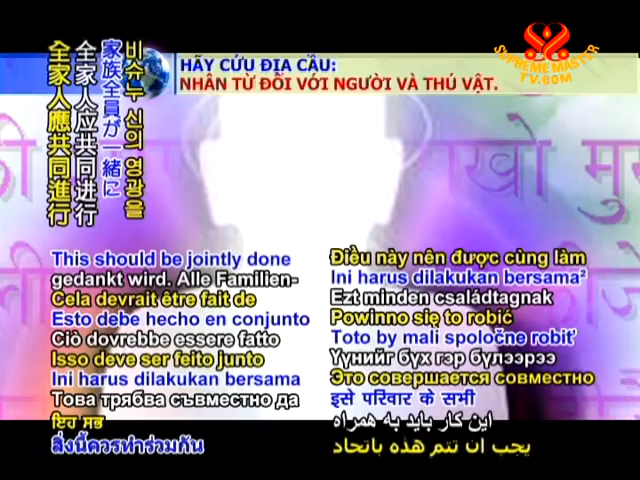 SUPREME MASTER
TV.COM
HÃY CỨU ĐỊA CẦU:
NHÂN TỪ ĐỐI VỚI NGƯỜI VÀ THÚ VẬT.
全家人應共同進行
全家人应共同进行
家族全員が一緒に
비슈누 신의 영광을
This should be jointly done
gedankt wird. Alle Familien-
Cela devrait être fait de
Esto debe hecho en conjunto
Ciò dovrebbe essere fatto
Isso deve ser feito junto
Ini harus dilakukan bersama
Това трябва съвместно да
ਇਹ ਸਭ
สิ่งนี้ควรทำร่วมกัน
Điều này nên được cùng làm
Ini harus dilakukan bersama²
Ezt minden családtagnak
Powinno się to robić
Toto by mali spoločne robiť
Үүнийг бүх гэр бүлээрээ
Это совершается совместно
इसे परिवार के सभी
این کار باید به همراه
يجب ان تتم هذه باتحاد